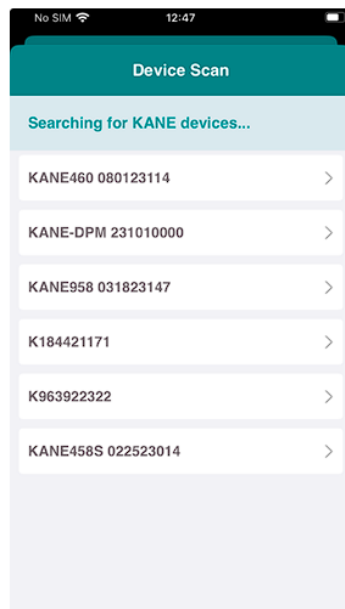 No SIM 12:47
Device Scan
Searching for KANE devices...
KANE460 080123114
KANE-DPM 231010000
KANE958 031823147
K184421171
K963922322
KANE458S 022523014